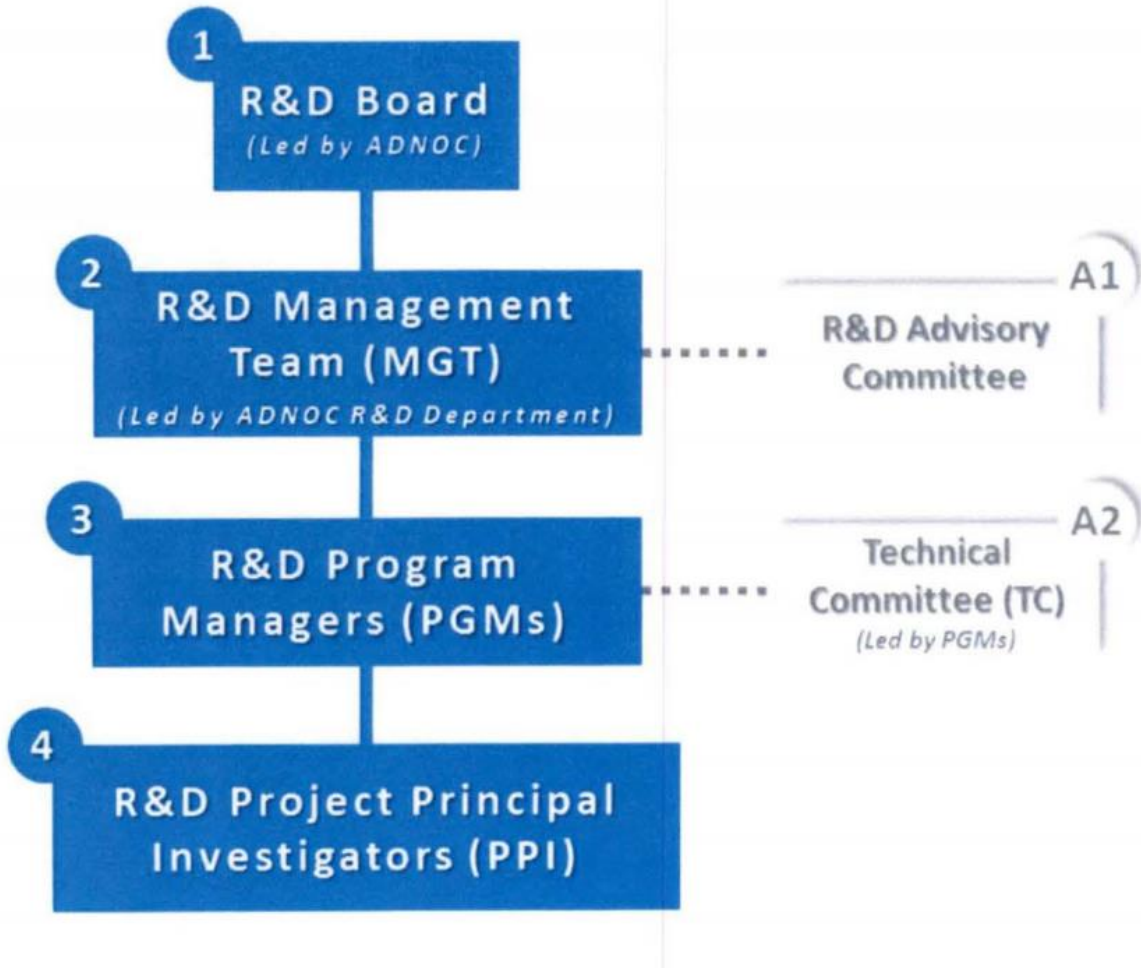 1
R&D Board
(Led by ADNOC)
2
R&D Management
Team (MGT)
(Led by ADNOC R&D Department)
A1
R&D Advisory
Committee
3
R&D Program
Managers (PGMs)
A2
Technical
Committee (TC)
(Led by PGMs)
4
R&D Project Principal
Investigators (PPI)